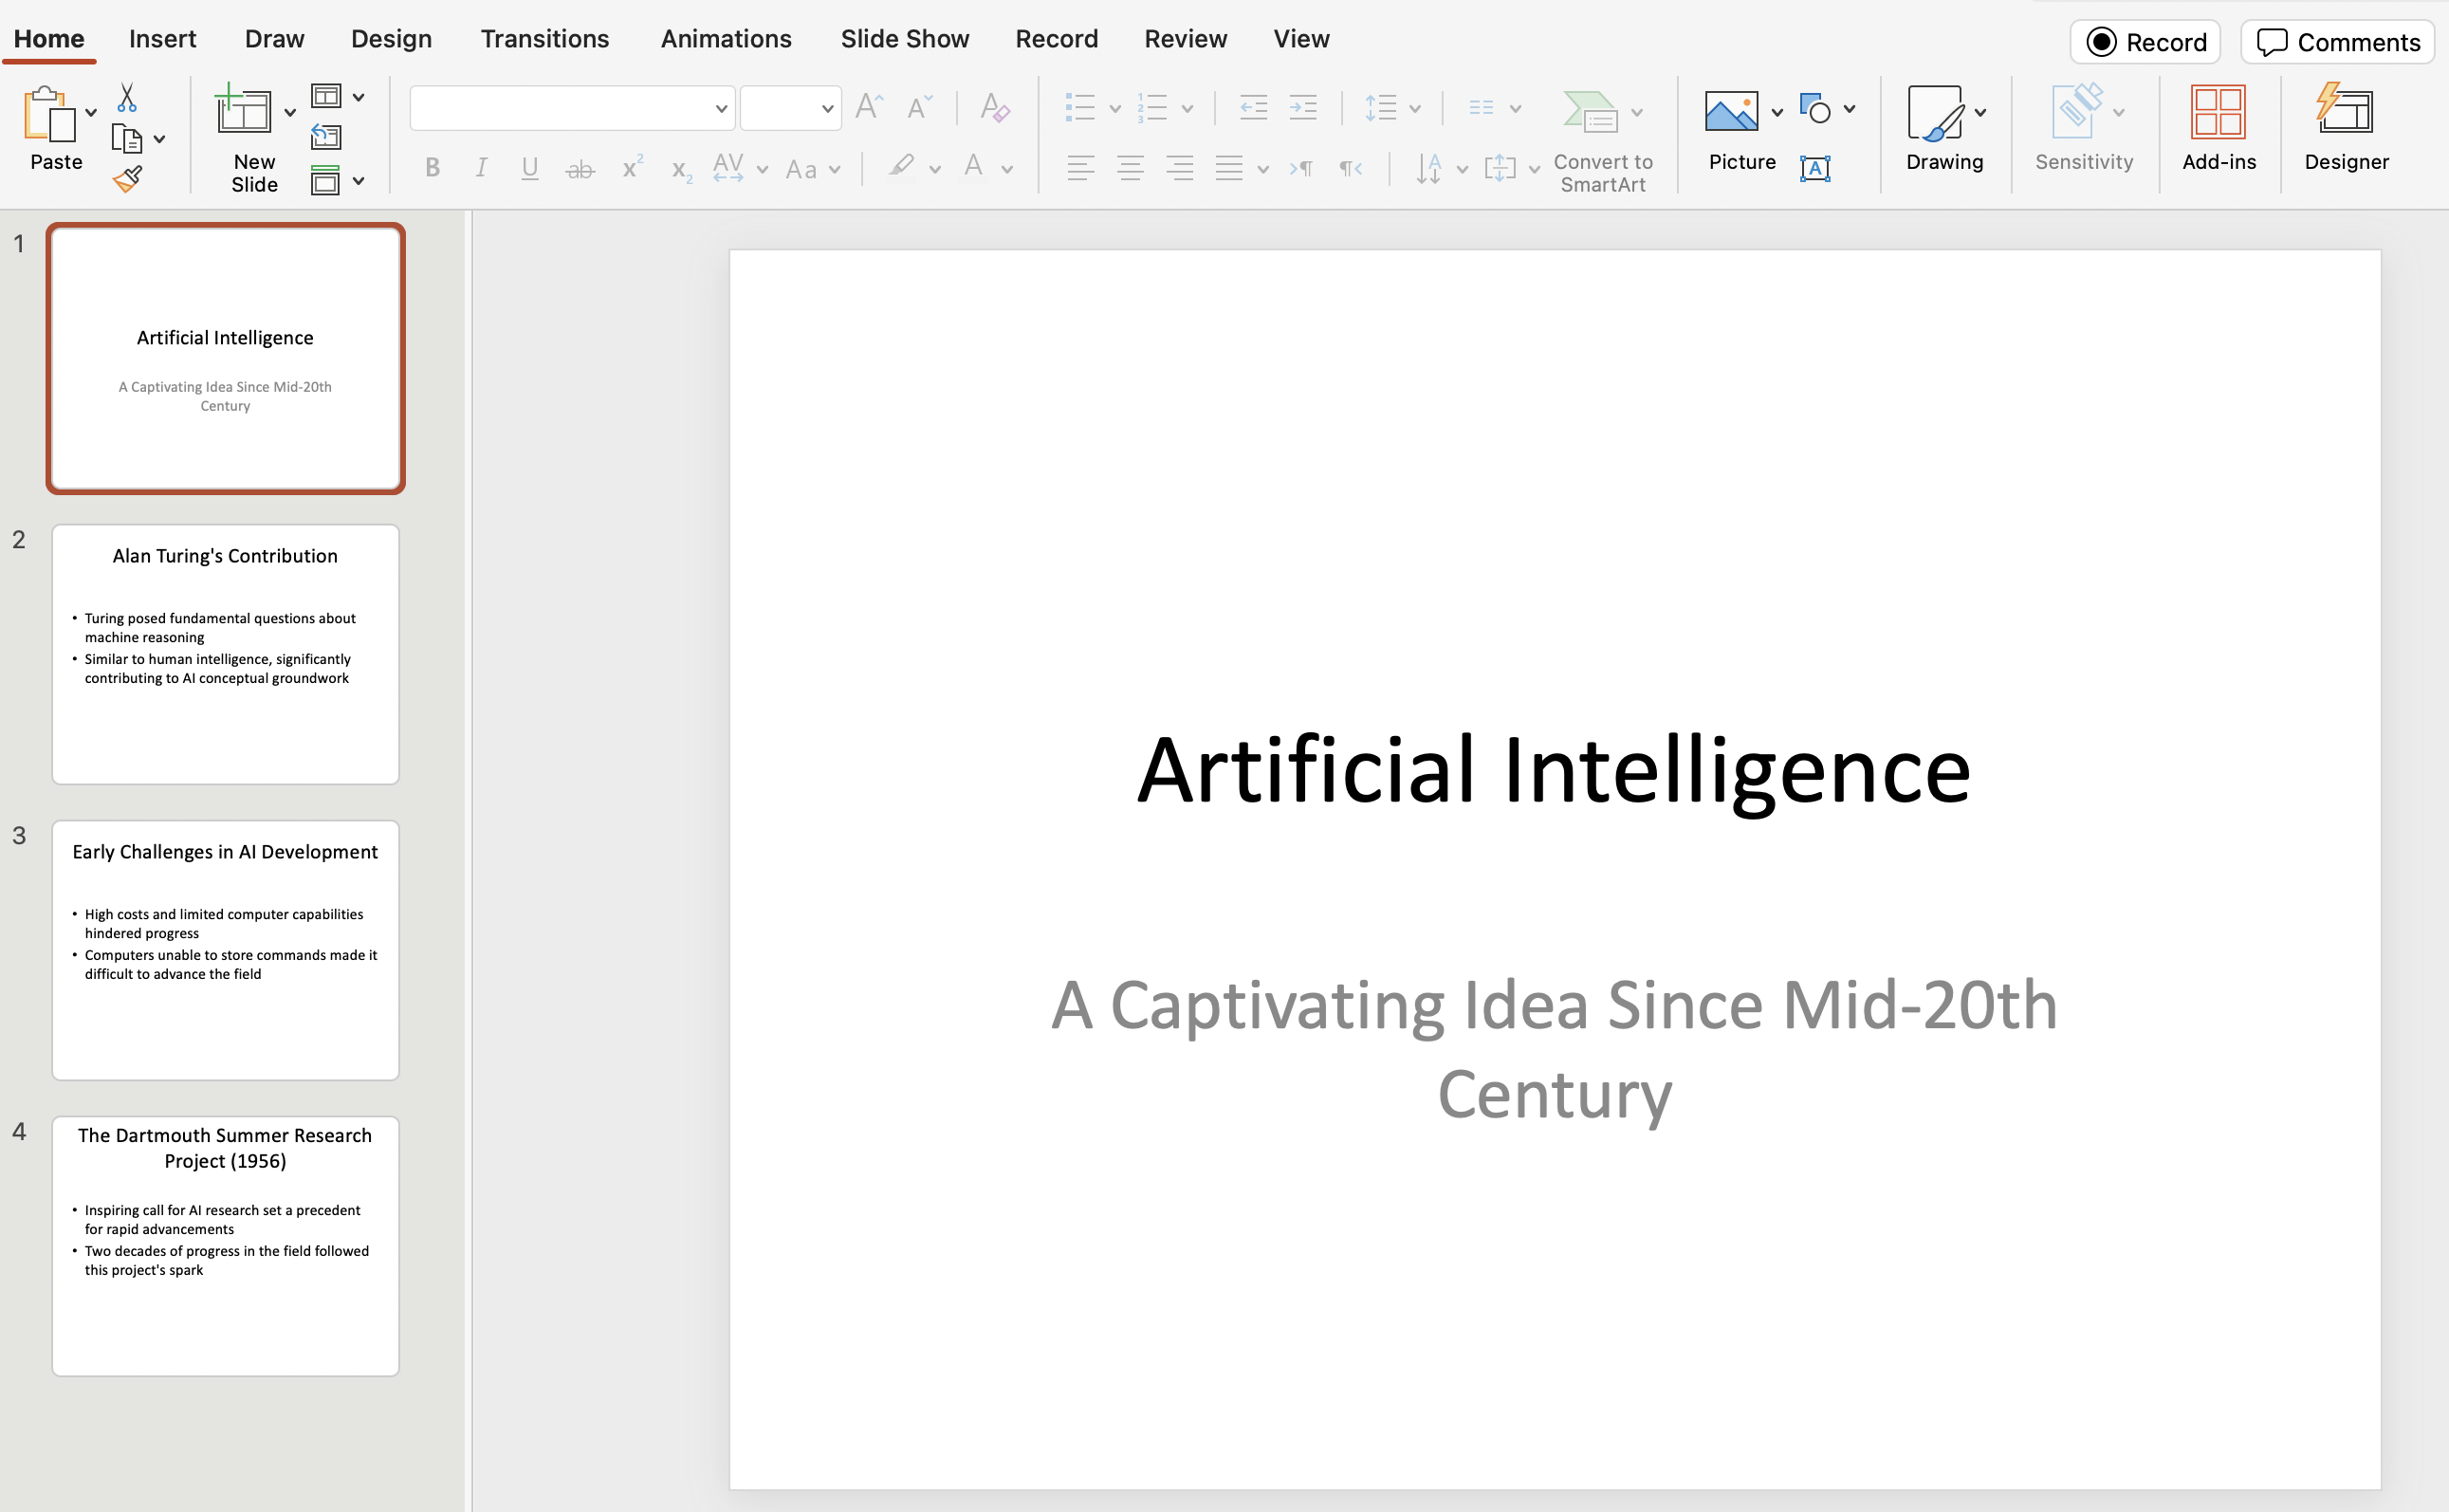 Home Insert Draw Design Transitions Animations Slide Show Record Review View
Record Comments
Paste
New
Slide
B I U ab x² x₂ AV Aa A
Convert to
SmartArt
Picture
Drawing
Sensitivity
Add-ins
Designer
1
Artificial Intelligence
A Captivating Idea Since Mid-20th
Century
2
Alan Turing's Contribution
• Turing posed fundamental questions about
machine reasoning
• Similar to human intelligence, significantly
contributing to AI conceptual groundwork
3
Early Challenges in AI Development
• High costs and limited computer capabilities
hindered progress
• Computers unable to store commands made it
difficult to advance the field
4
The Dartmouth Summer Research
Project (1956)
• Inspiring call for AI research set a precedent
for rapid advancements
• Two decades of progress in the field followed
this project's spark
Artificial Intelligence
A Captivating Idea Since Mid-20th
Century